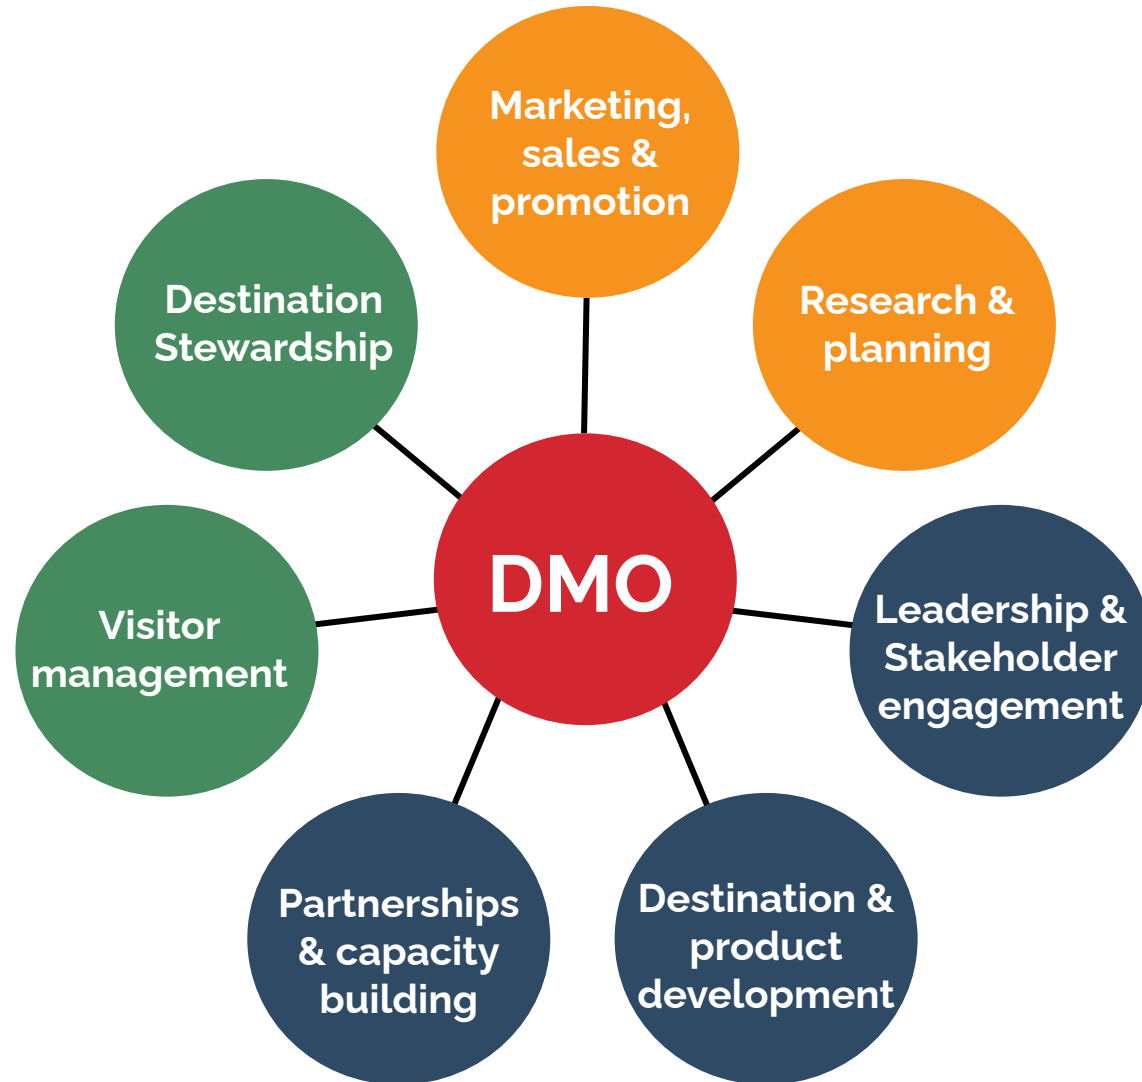 Marketing,
sales &
promotion
Research &
planning
Destination
Stewardship
DMO
Leadership &
Stakeholder
engagement
Visitor
management
Destination &
product
development
Partnerships
& capacity
building